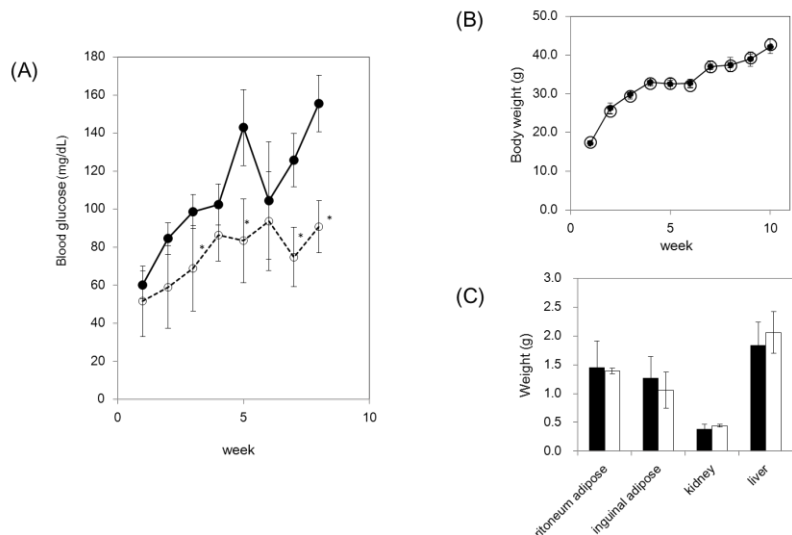 (A)
Blood glucose (mg/dL)
180
160
140
120
100
80
60
40
20
0
*
*
*
*
0
5
10
week
(B)
Body weight (g)
50.0
40.0
30.0
20.0
10.0
0.0
0
5
10
week
(C)
Weight (g)
3.0
2.5
2.0
1.5
1.0
0.5
0.0
ritoneum adipose
inguinal adipose
kidney
liver